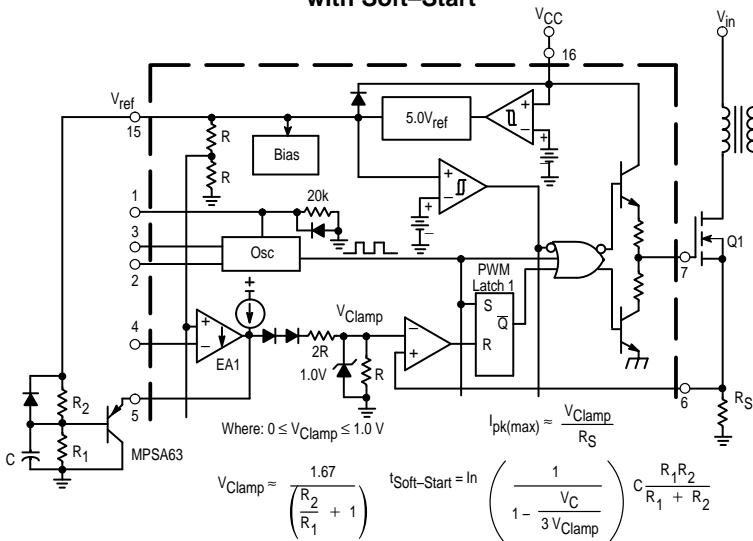 with Soft–Start
VCC
Vin
16
Vref
15
R
R
Bias
5.0Vref
+
–
+
–
+
–
+
–
1
20k
3
2
Osc
7
Q1
PWM
Latch 1
S
Q
R
+
4
+
–
EA1
VClamp
2R
1.0V
R
–
+
5
6
RS
R2
R1
C
MPSA63
Where: 0 ≤ VClamp ≤ 1.0 V
Ipk(max) ≈ VClamp / RS
VClamp ≈ 1.67 / (R2 / R1 + 1)
tSoft–Start = In (1 / (1 - VC / 3 VClamp)) C R1R2 / R1 + R2